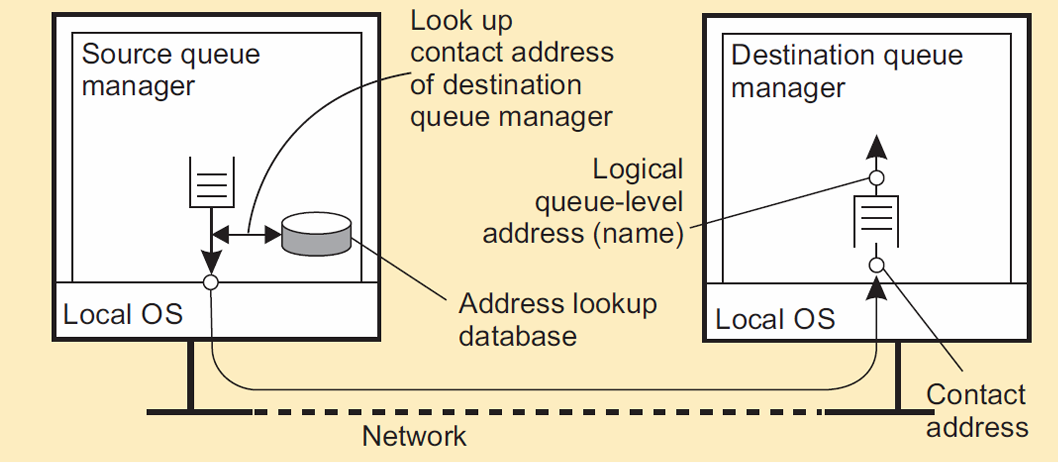 Source queue
manager
Look up
contact address
of destination
queue manager
Destination queue
manager
Logical
queue-level
address (name)
Address lookup
database
Local OS
Local OS
Contact
address
Network